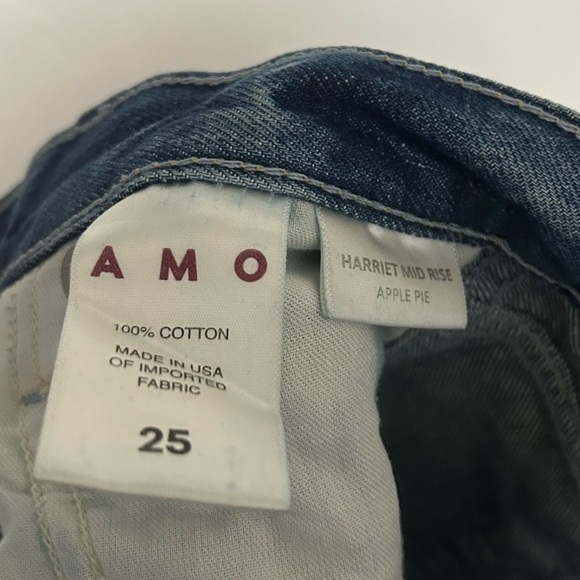 AMO
100% COTTON
MADE IN USA
OF IMPORTED
FABRIC
25
HARRIET MID RISE
APPLE PIE